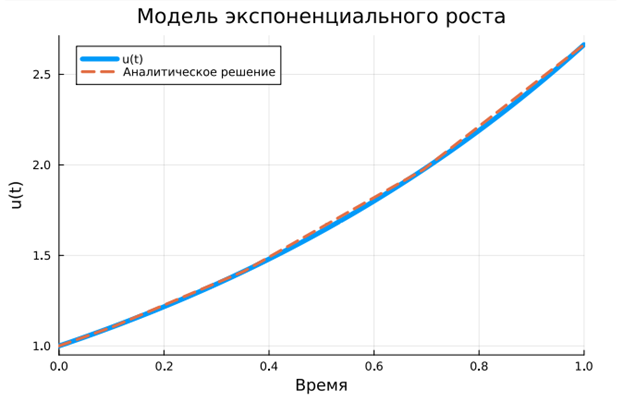 Модель экспоненциального роста
u(t)
Аналитическое решение
2.5
2.0
1.5
1.0
u(t)
0.0 0.2 0.4 0.6 0.8 1.0
Время